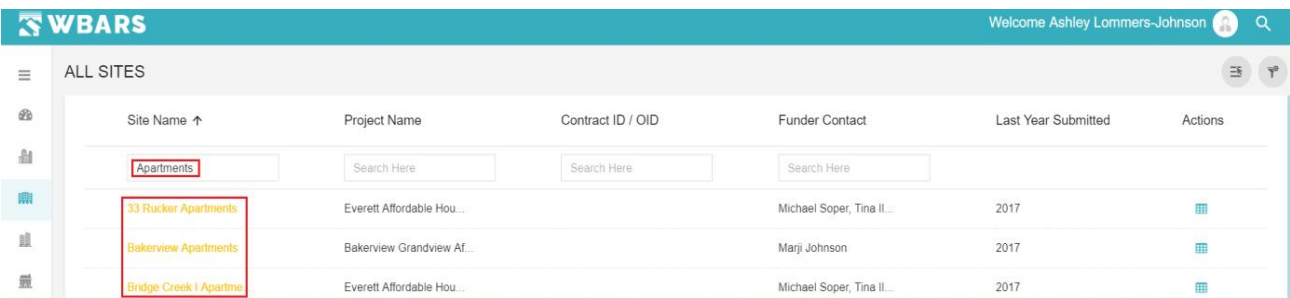 WBARS
Welcome Ashley Lommers-Johnson
ALL SITES
Site Name Project Name Contract ID / OID Funder Contact Last Year Submitted Actions
Apartments Search Here Search Here Search Here
33 Rucker Apartments Everett Affordable Hou... Michael Soper, Tina Il... 2017
Bakerview Apartments Bakerview Grandview Af... Marji Johnson 2017
Bridge Creek I Apartme Everett Affordable Hou... Michael Soper, Tina Il... 2017